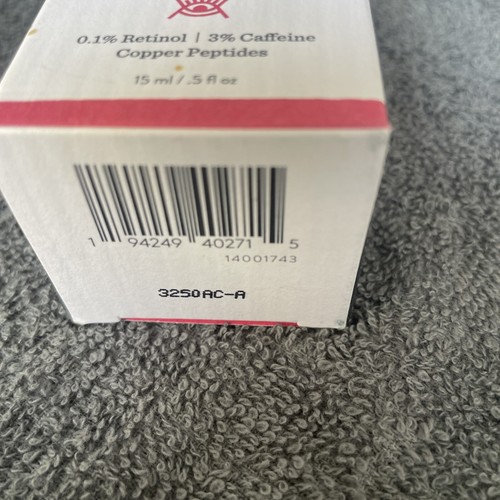 0.1% Retinol | 3% Caffeine
Copper Peptides
15 ml / .5 fl oz
1 94249 40271 5
14001743
3250AC-A